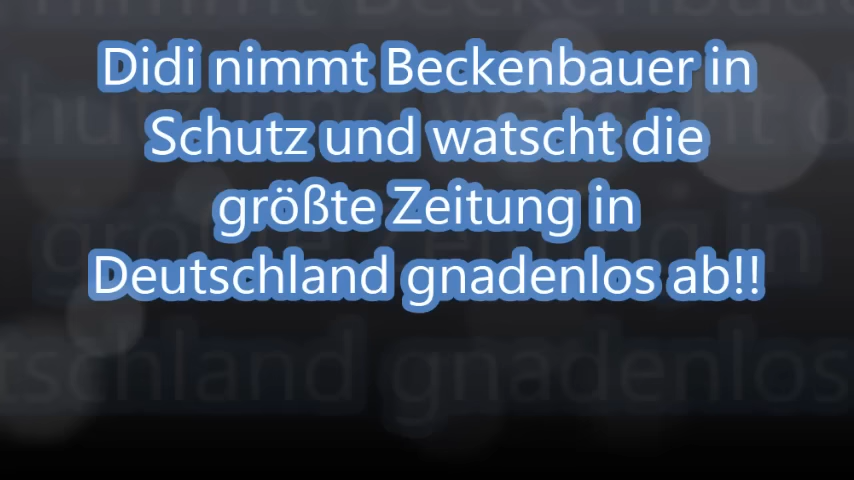 Didi nimmt Beckenbauer in
Schutz und watscht die
größte Zeitung in
Deutschland gnadenlos ab!!